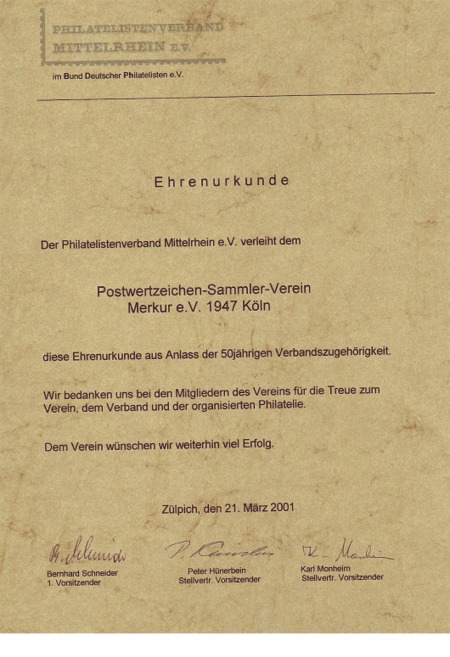 PHILATELISTENVERBAND
MITTELRHEIN e.V.
im Bund Deutscher Philatelisten e.V.
Ehrenurkunde
Der Philatelistenverband Mittelrhein e.V. verleiht dem
Postwertzeichen-Sammler-Verein
Merkur e.V. 1947 Köln
diese Ehrenurkunde aus Anlass der 50jährigen Verbandszugehörigkeit.
Wir bedanken uns bei den Mitgliedern des Vereins für die Treue zum
Verein, dem Verband und der organisierten Philatelie.
Dem Verein wünschen wir weiterhin viel Erfolg.
Zülpich, den 21. März 2001
Bernhard Schneider
1. Vorsitzender
Peter Hünerbein
Stellvertr. Vorsitzender
Karl Monheim
Stellvertr. Vorsitzender